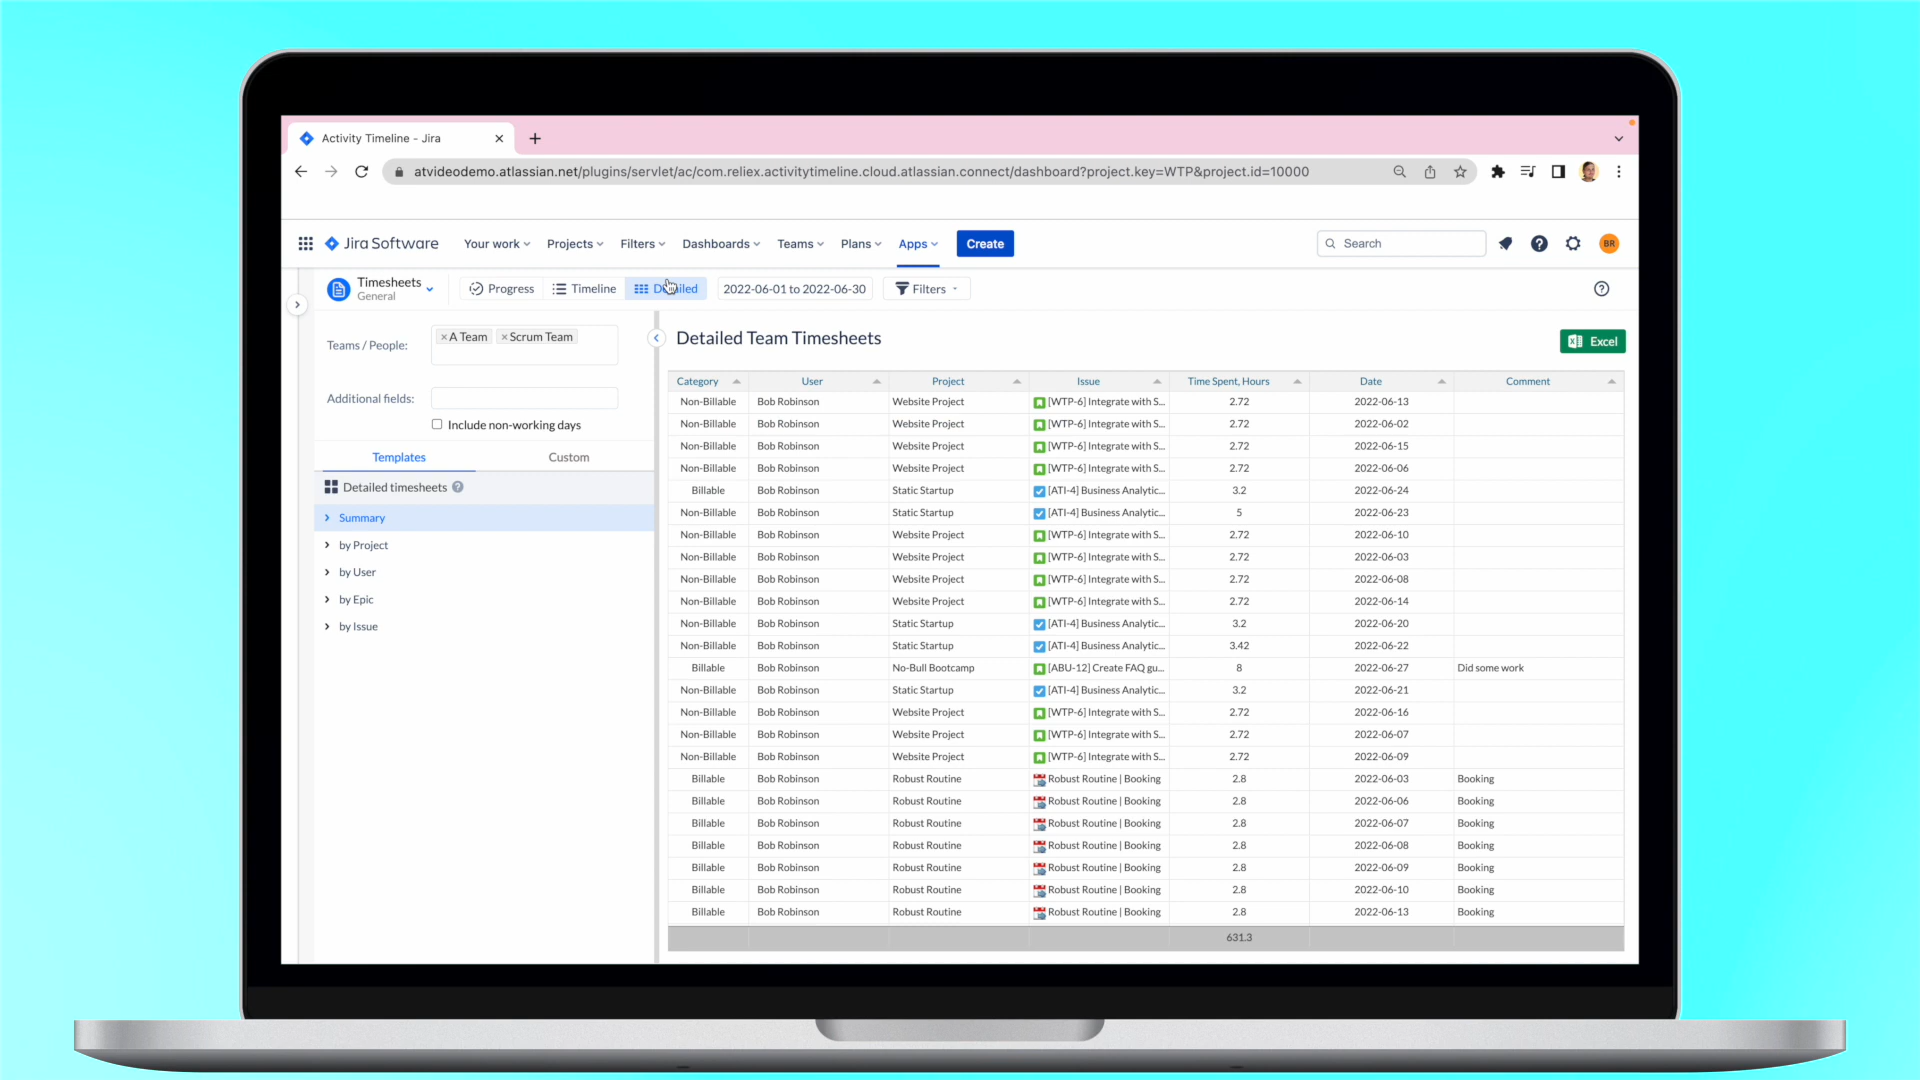 Activity Timeline - Jira
atvideodemo.atlassian.net/plugins/servlet/ac/com.reliex.activitytimeline.cloud.atlassian.connect/dashboard?project.key=WTP&project.id=10000
Jira Software Your work Projects Filters Dashboards Teams Plans Apps Create Search BR
Timesheets
General
Progress Timeline Detailed 2022-06-01 to 2022-06-30 Filters
Teams / People: ×A Team ×Scrum Team
Additional fields:
Include non-working days
Templates Custom
Detailed timesheets
Summary
by Project
by User
by Epic
by Issue
Detailed Team Timesheets Excel
Category User Project Issue Time Spent, Hours Date Comment
Non-Billable Bob Robinson Website Project [WTP-6] Integrate with S... 2.72 2022-06-13
Non-Billable Bob Robinson Website Project [WTP-6] Integrate with S... 2.72 2022-06-02
Non-Billable Bob Robinson Website Project [WTP-6] Integrate with S... 2.72 2022-06-15
Non-Billable Bob Robinson Website Project [WTP-6] Integrate with S... 2.72 2022-06-06
Billable Bob Robinson Static Startup [ATI-4] Business Analytic... 3.2 2022-06-24
Non-Billable Bob Robinson Static Startup [ATI-4] Business Analytic... 5 2022-06-23
Non-Billable Bob Robinson Website Project [WTP-6] Integrate with S... 2.72 2022-06-10
Non-Billable Bob Robinson Website Project [WTP-6] Integrate with S... 2.72 2022-06-03
Non-Billable Bob Robinson Website Project [WTP-6] Integrate with S... 2.72 2022-06-08
Non-Billable Bob Robinson Website Project [WTP-6] Integrate with S... 2.72 2022-06-14
Non-Billable Bob Robinson Static Startup [ATI-4] Business Analytic... 3.2 2022-06-20
Non-Billable Bob Robinson Static Startup [ATI-4] Business Analytic... 3.42 2022-06-22
Billable Bob Robinson No-Bull Bootcamp [ABU-12] Create FAQ gu... 8 2022-06-27 Did some work
Non-Billable Bob Robinson Static Startup [ATI-4] Business Analytic... 3.2 2022-06-21
Non-Billable Bob Robinson Website Project [WTP-6] Integrate with S... 2.72 2022-06-16
Non-Billable Bob Robinson Website Project [WTP-6] Integrate with S... 2.72 2022-06-07
Non-Billable Bob Robinson Website Project [WTP-6] Integrate with S... 2.72 2022-06-09
Billable Bob Robinson Robust Routine Robust Routine | Booking 2.8 2022-06-03 Booking
Billable Bob Robinson Robust Routine Robust Routine | Booking 2.8 2022-06-06 Booking
Billable Bob Robinson Robust Routine Robust Routine | Booking 2.8 2022-06-07 Booking
Billable Bob Robinson Robust Routine Robust Routine | Booking 2.8 2022-06-08 Booking
Billable Bob Robinson Robust Routine Robust Routine | Booking 2.8 2022-06-09 Booking
Billable Bob Robinson Robust Routine Robust Routine | Booking 2.8 2022-06-10 Booking
Billable Bob Robinson Robust Routine Robust Routine | Booking 2.8 2022-06-13 Booking
631.3